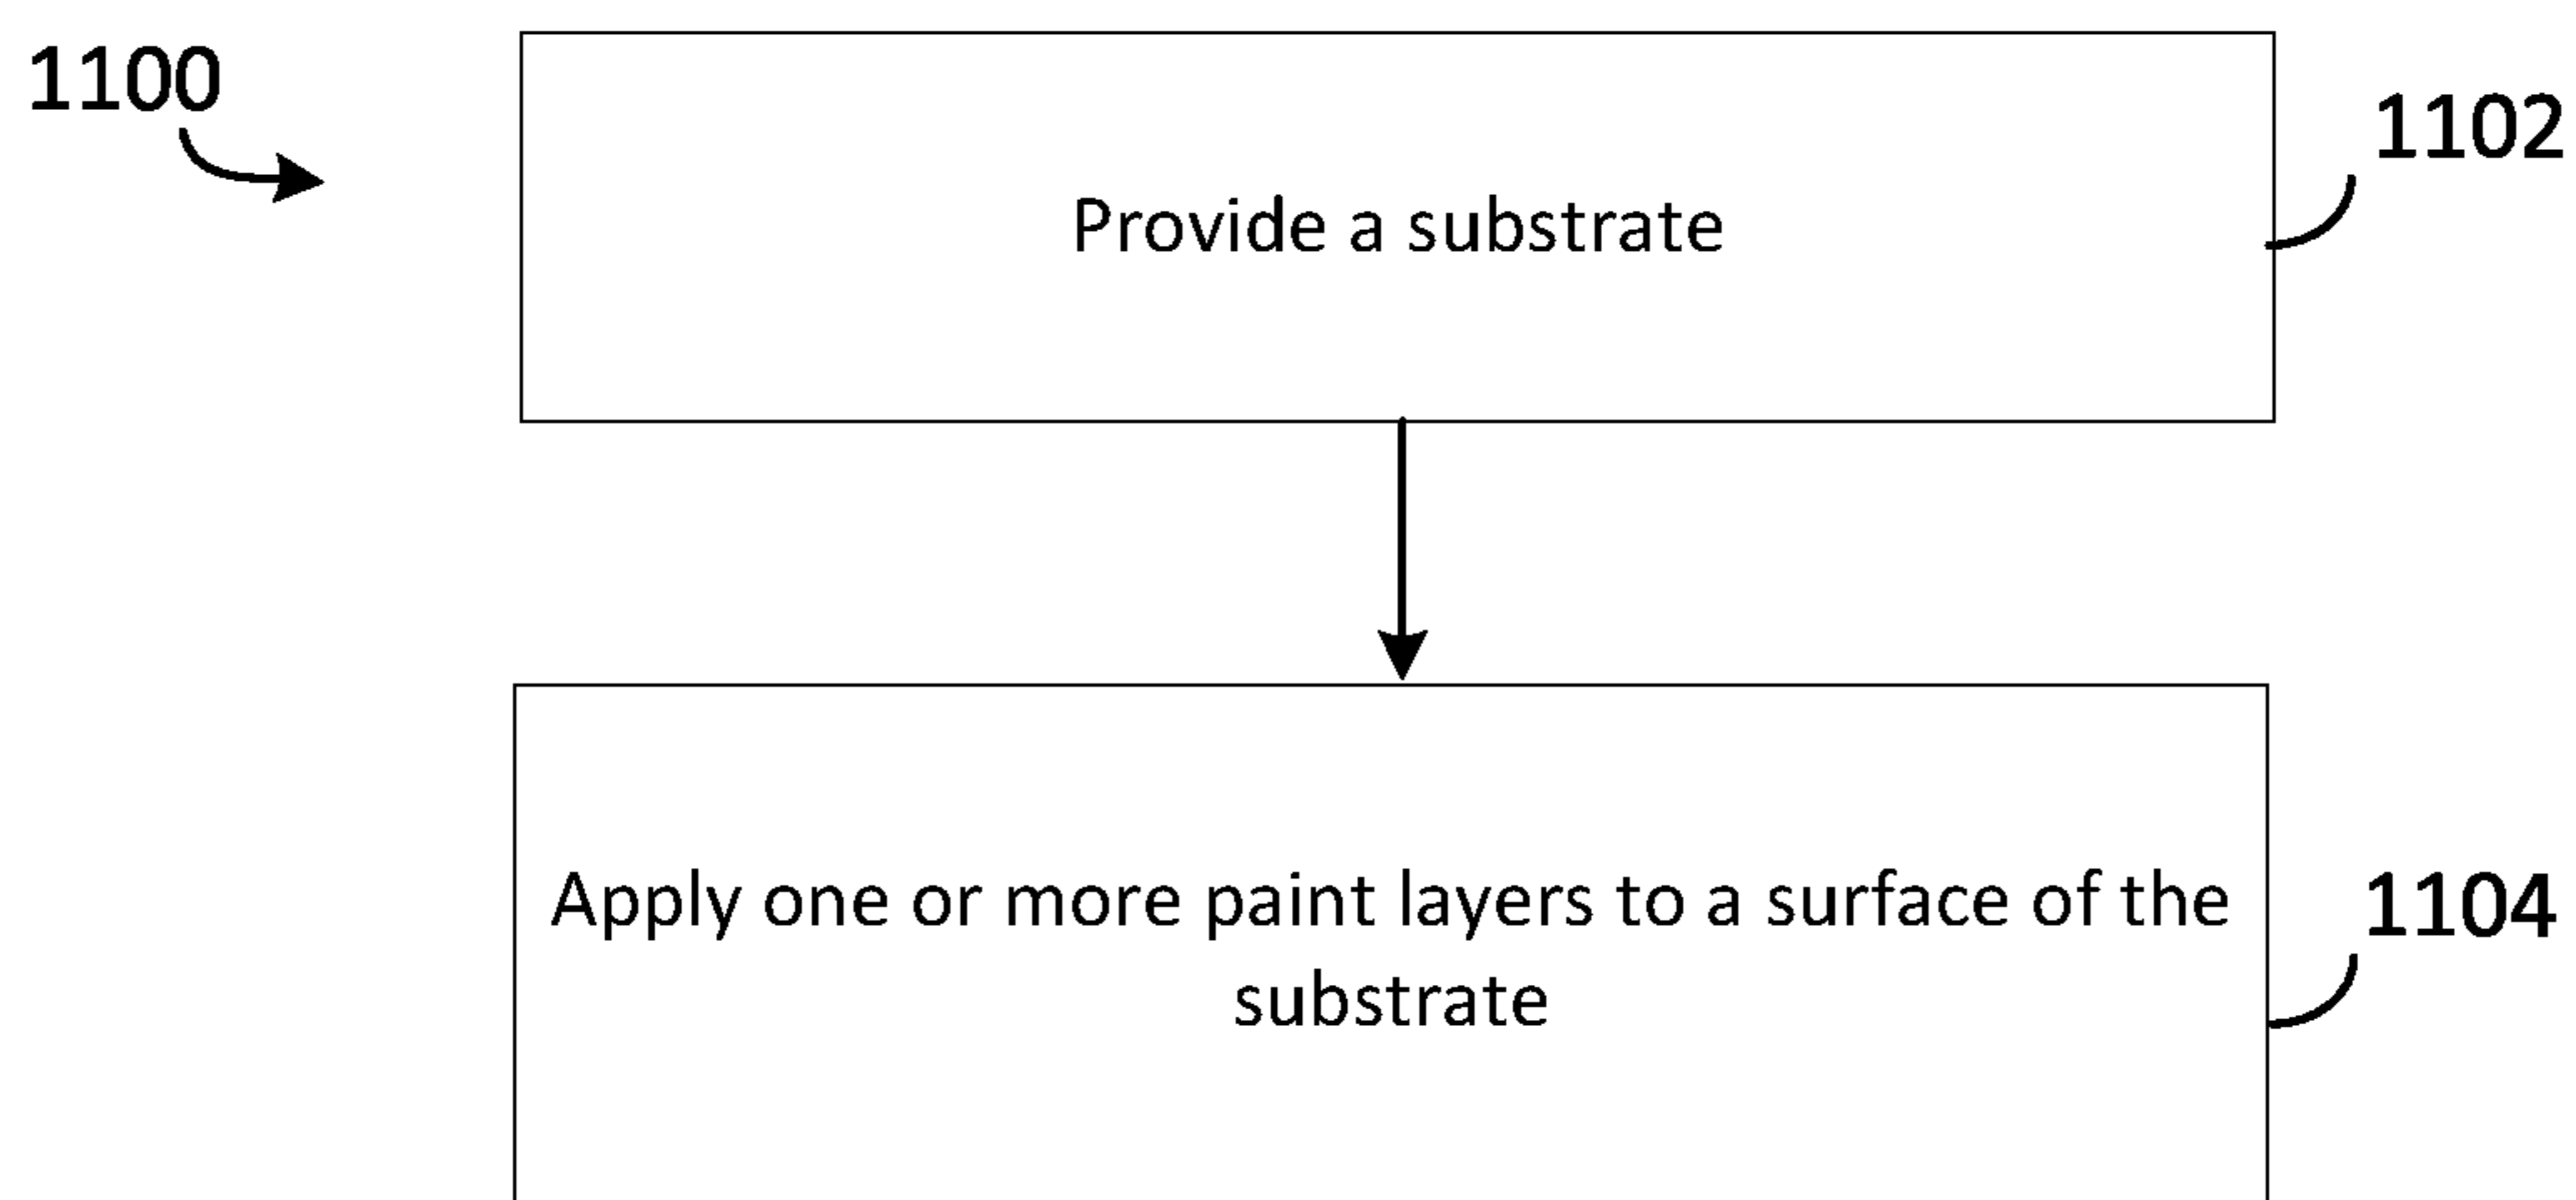 1100
Provide a substrate
1102
Apply one or more paint layers to a surface of the
substrate
1104